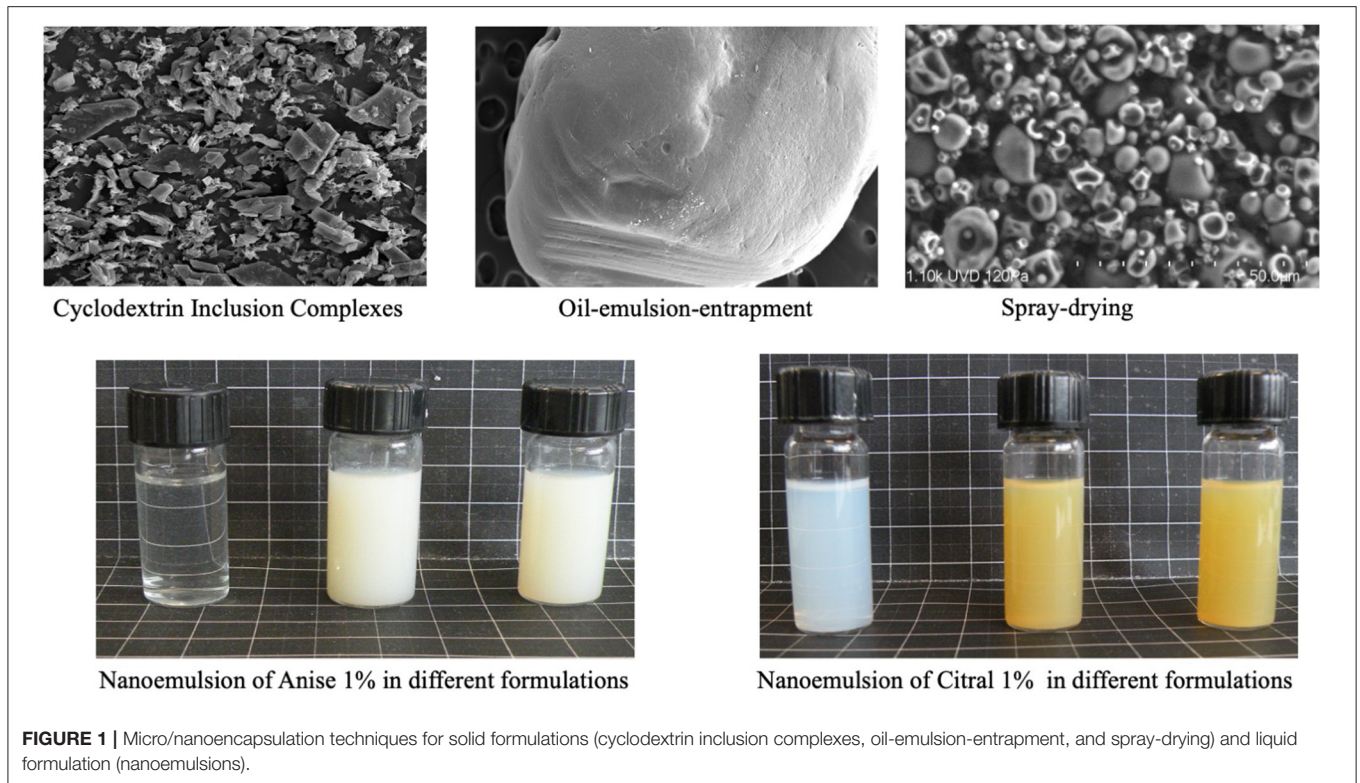 1.10k UVD 120Pa 50.0µm
Cyclodextrin Inclusion Complexes
Oil-emulsion-entrapment
Spray-drying
Nanoemulsion of Anise 1% in different formulations
Nanoemulsion of Citral 1% in different formulations
FIGURE 1 | Micro/nanoencapsulation techniques for solid formulations (cyclodextrin inclusion complexes, oil-emulsion-entrapment, and spray-drying) and liquid
formulation (nanoemulsions).